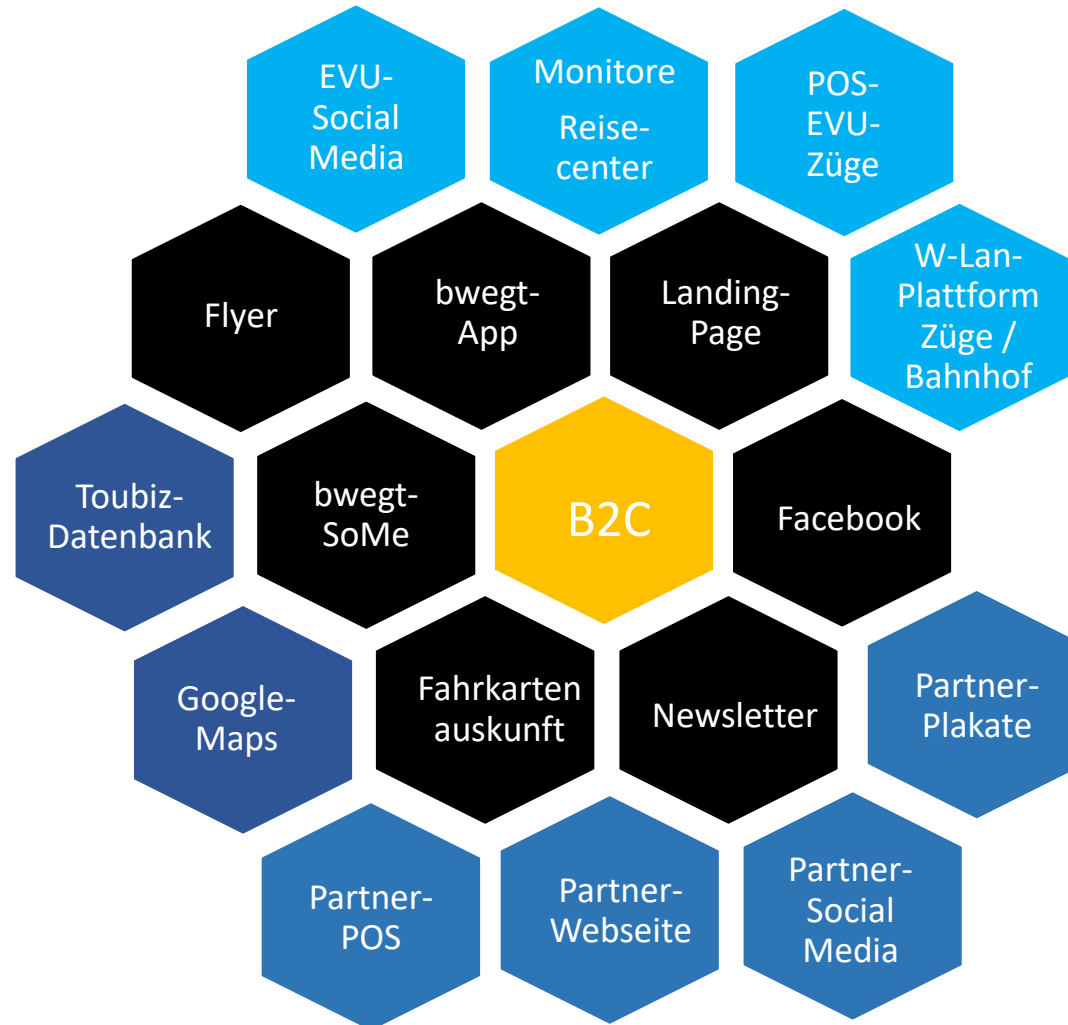 EVU-
Social
Media
Monitore
Reise-
center
POS-
EVU-
Züge
Flyer
bwegt-
App
Landing-
Page
W-Lan-
Plattform
Züge /
Bahnhof
Toubiz-
Datenbank
bwegt-
SoMe
B2C
Facebook
Google-
Maps
Fahrkarten
auskunft
Newsletter
Partner-
Plakate
Partner-
POS
Partner-
Webseite
Partner-
Social
Media